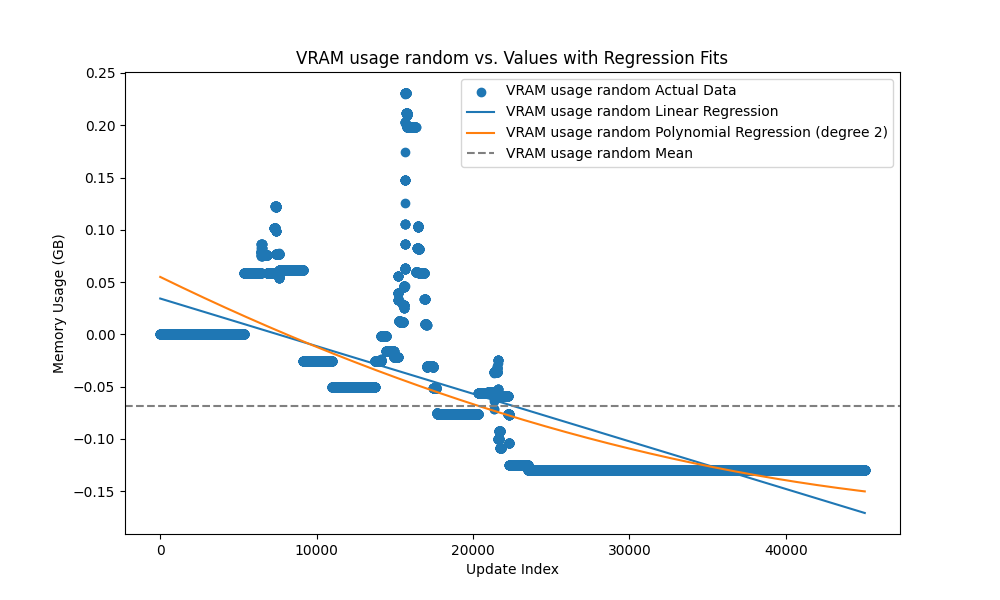 VRAM usage random vs. Values with Regression Fits
VRAM usage random Actual Data
VRAM usage random Linear Regression
VRAM usage random Polynomial Regression (degree 2)
VRAM usage random Mean
Memory Usage (GB)
0.25
0.20
0.15
0.10
0.05
0.00
−0.05
−0.10
−0.15
0 10000 20000 30000 40000
Update Index